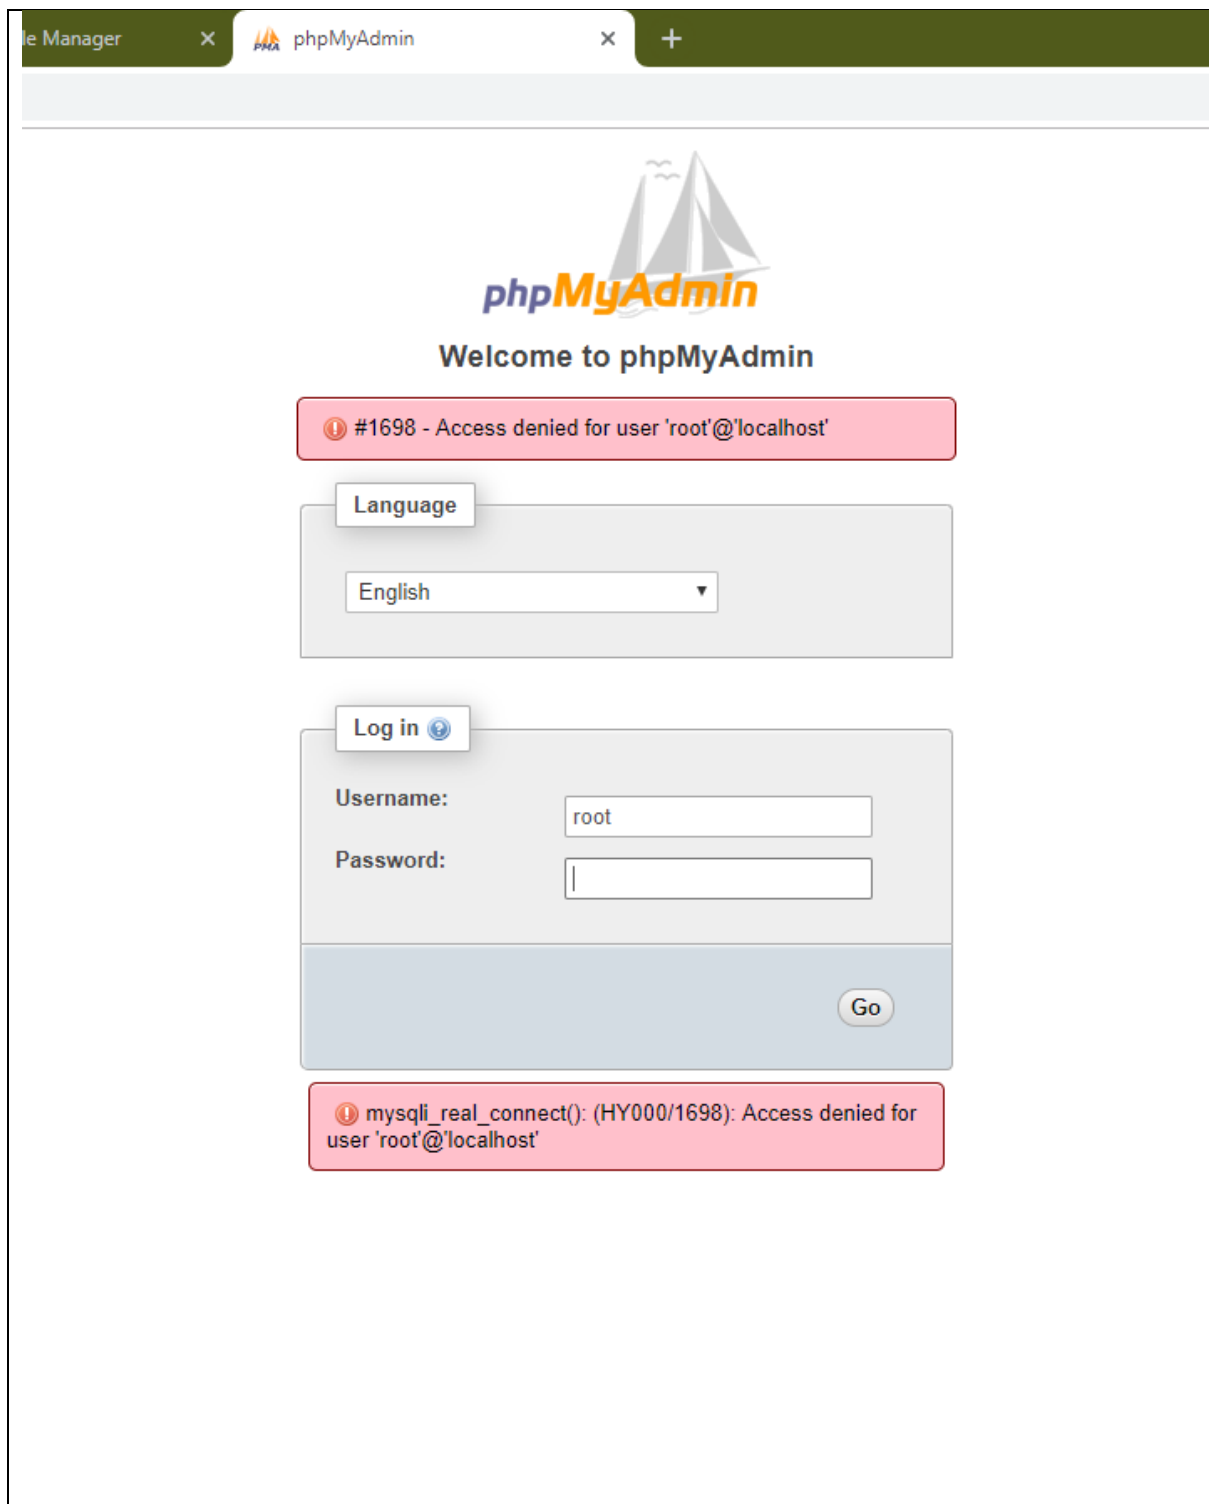 le Manager
PMA phpMyAdmin
phpMyAdmin
Welcome to phpMyAdmin
#1698 - Access denied for user 'root'@'localhost'
Language
English
Log in
Username:
root
Password:
Go
mysqli_real_connect(): (HY000/1698): Access denied for
user 'root'@'localhost'